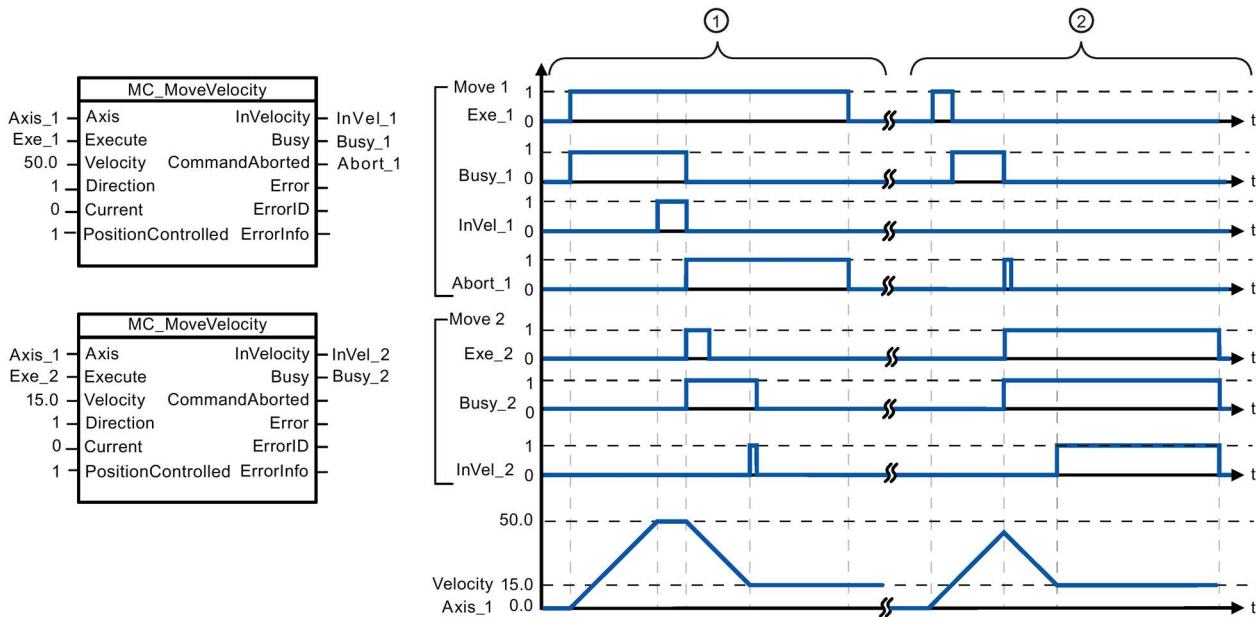 ① ②
MC_MoveVelocity
Axis_1 Axis InVelocity InVel_1
Exe_1 Execute Busy Busy_1
50.0 Velocity CommandAborted Abort_1
1 Direction Error
0 Current ErrorID
1 PositionControlled ErrorInfo
MC_MoveVelocity
Axis_1 Axis InVelocity InVel_2
Exe_2 Execute Busy Busy_2
15.0 Velocity CommandAborted
1 Direction Error
0 Current ErrorID
1 PositionControlled ErrorInfo
Move 1
1
Exe_1 0 t
1
Busy_1 0 t
1
InVel_1 0 t
1
Abort_1 0 t
Move 2
1
Exe_2 0 t
1
Busy_2 0 t
1
InVel_2 0 t
50.0
Velocity 15.0
Axis_1 0.0 t